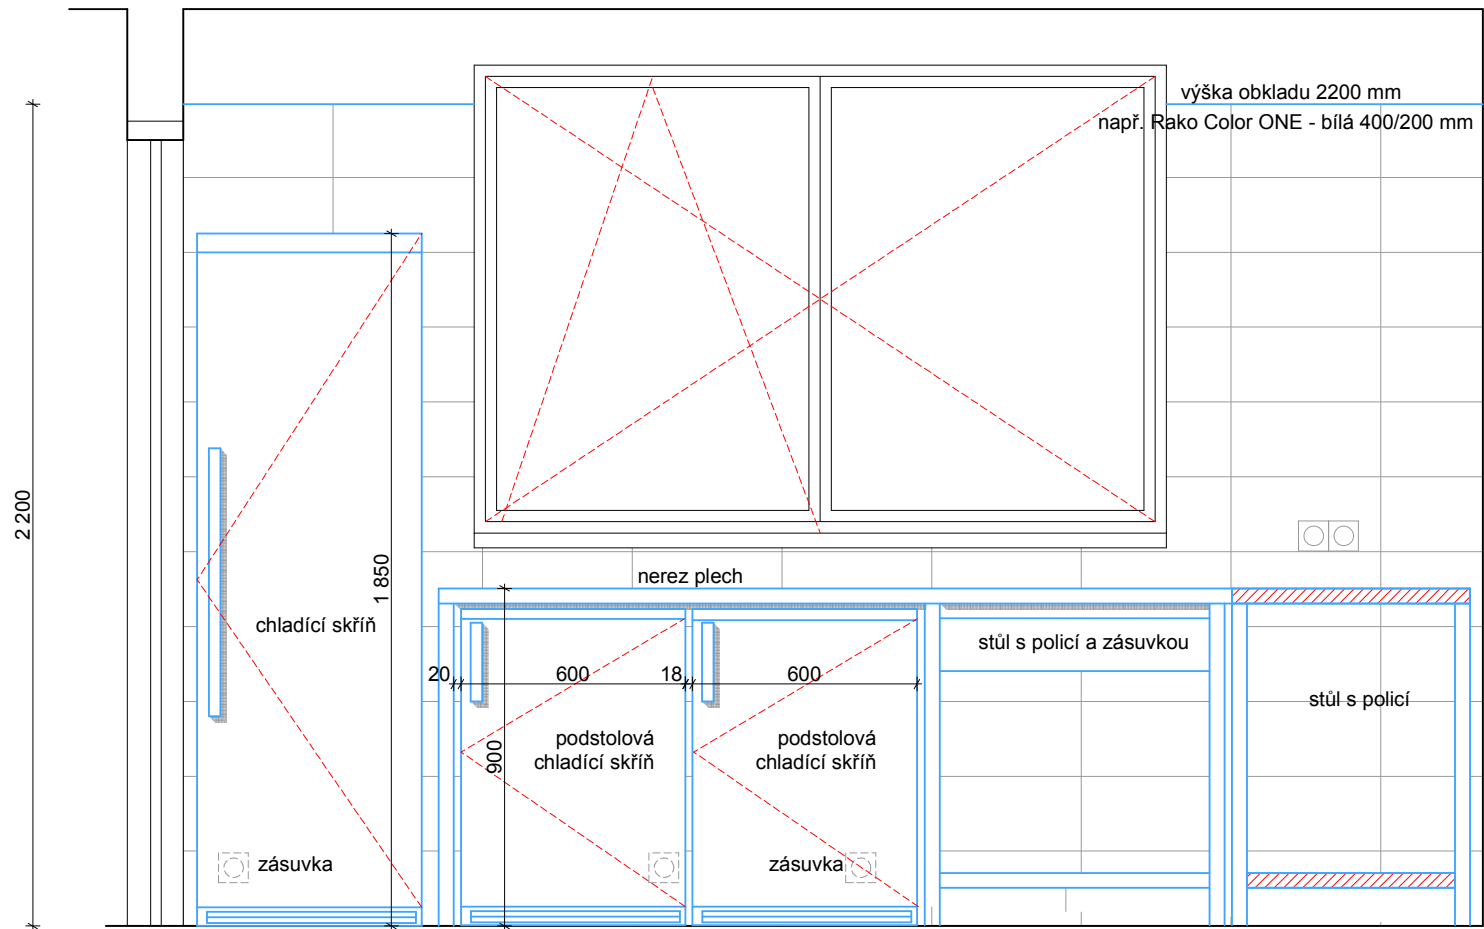 výška obkladu 2200 mm
např. Rako Color ONE - bílá 400/200 mm
2 200
1 850
nerez plech
chladící skříň
stůl s policí a zásuvkou
20
600
18
600
stůl s policí
900
podstolová
chladící skříň
podstolová
chladící skříň
zásuvka
zásuvka